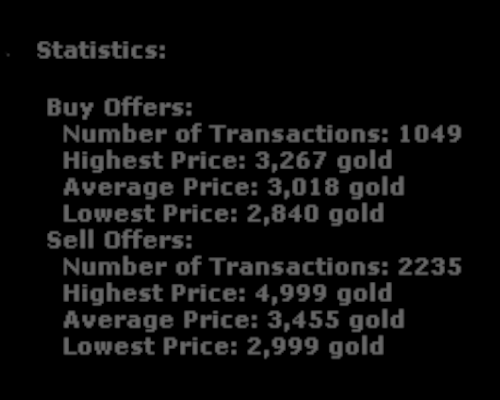 Statistics:
Buy Offers:
Number of Transactions: 1049
Highest Price: 3,267 gold
Average Price: 3,018 gold
Lowest Price: 2,840 gold
Sell Offers:
Number of Transactions: 2235
Highest Price: 4,999 gold
Average Price: 3,455 gold
Lowest Price: 2,999 gold